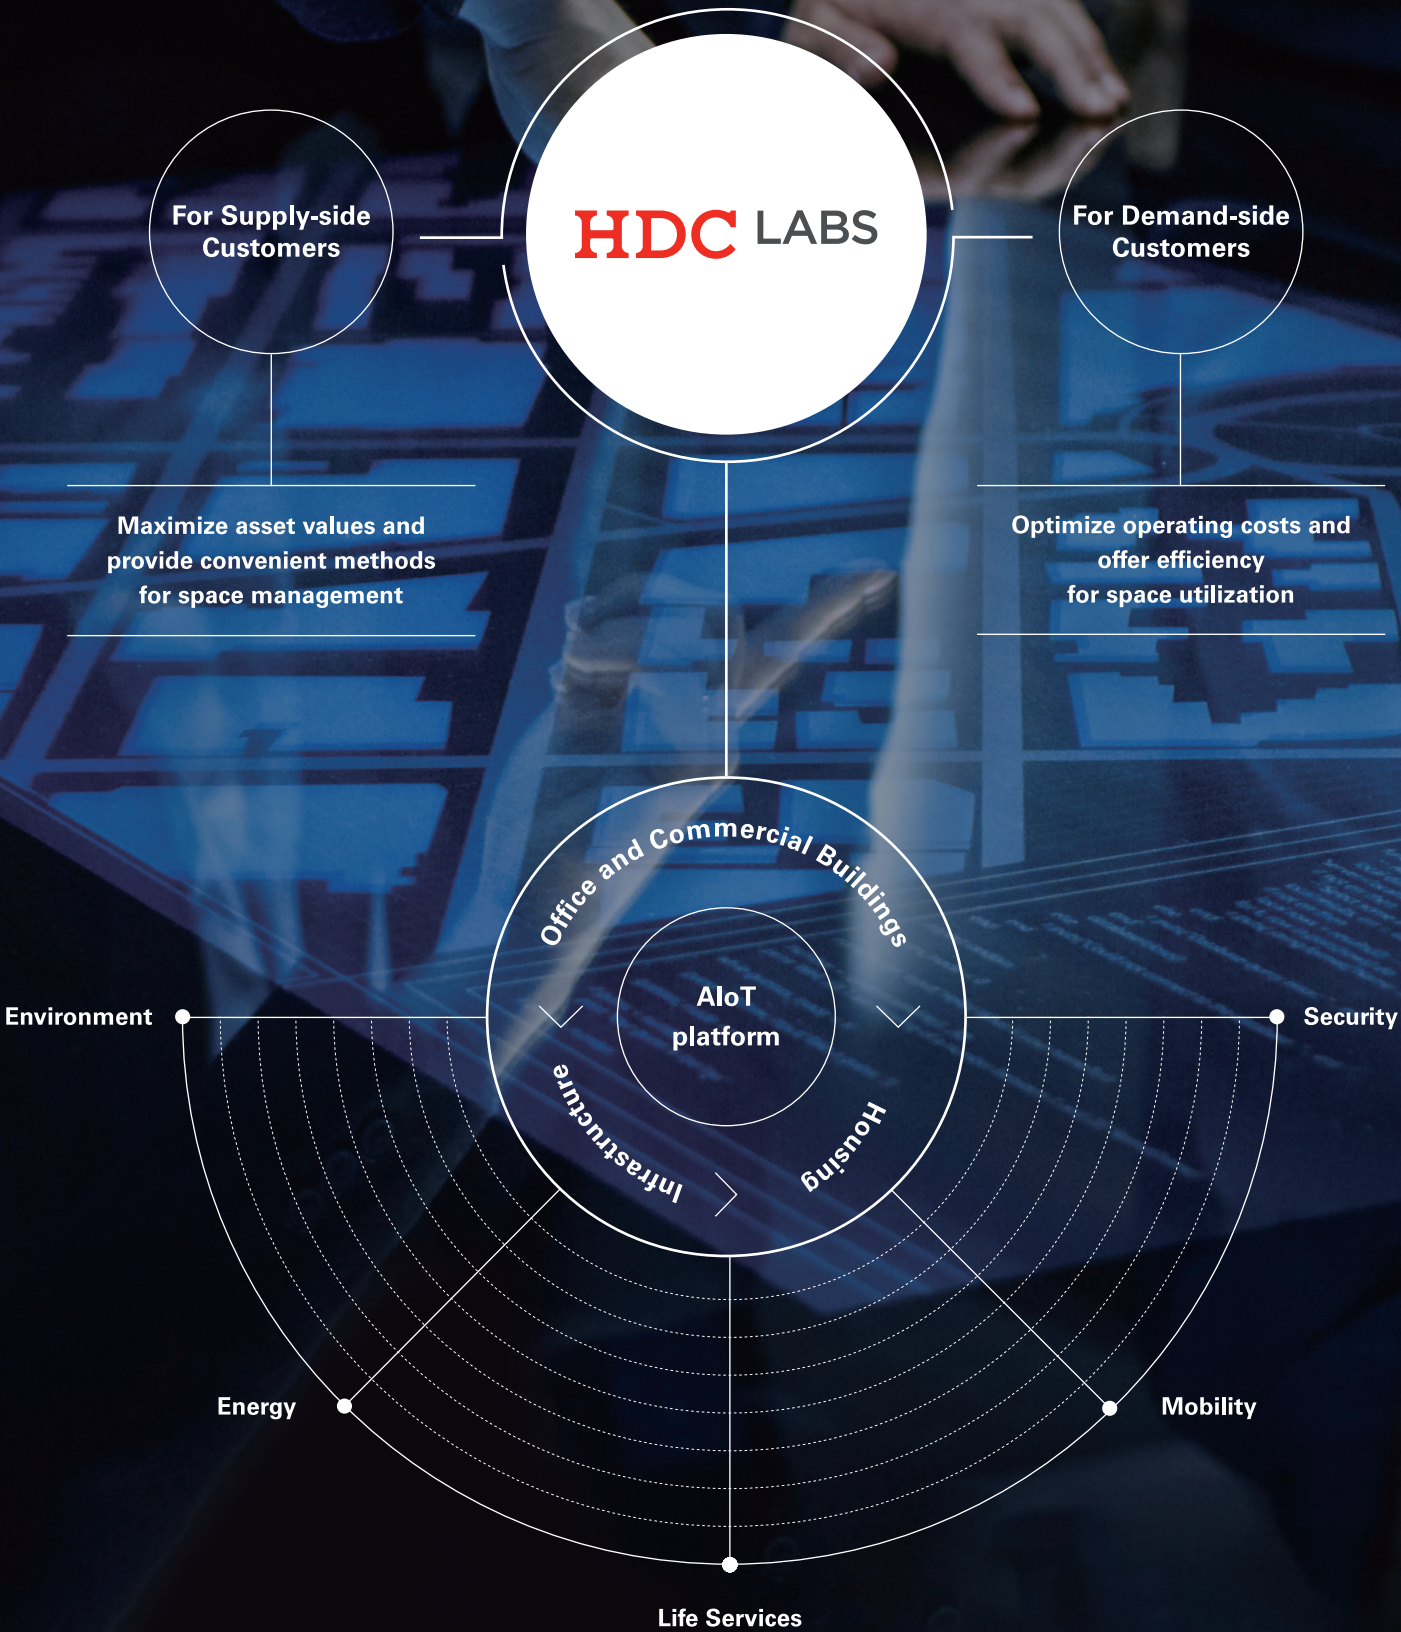 HDC LABS
For Supply-side
Customers
Maximize asset values and
provide convenient methods
for space management
For Demand-side
Customers
Optimize operating costs and
offer efficiency
for space utilization
Office and Commercial Buildings
AIoT
platform
Infrastructure
Housing
Environment
Security
Energy
Mobility
Life Services